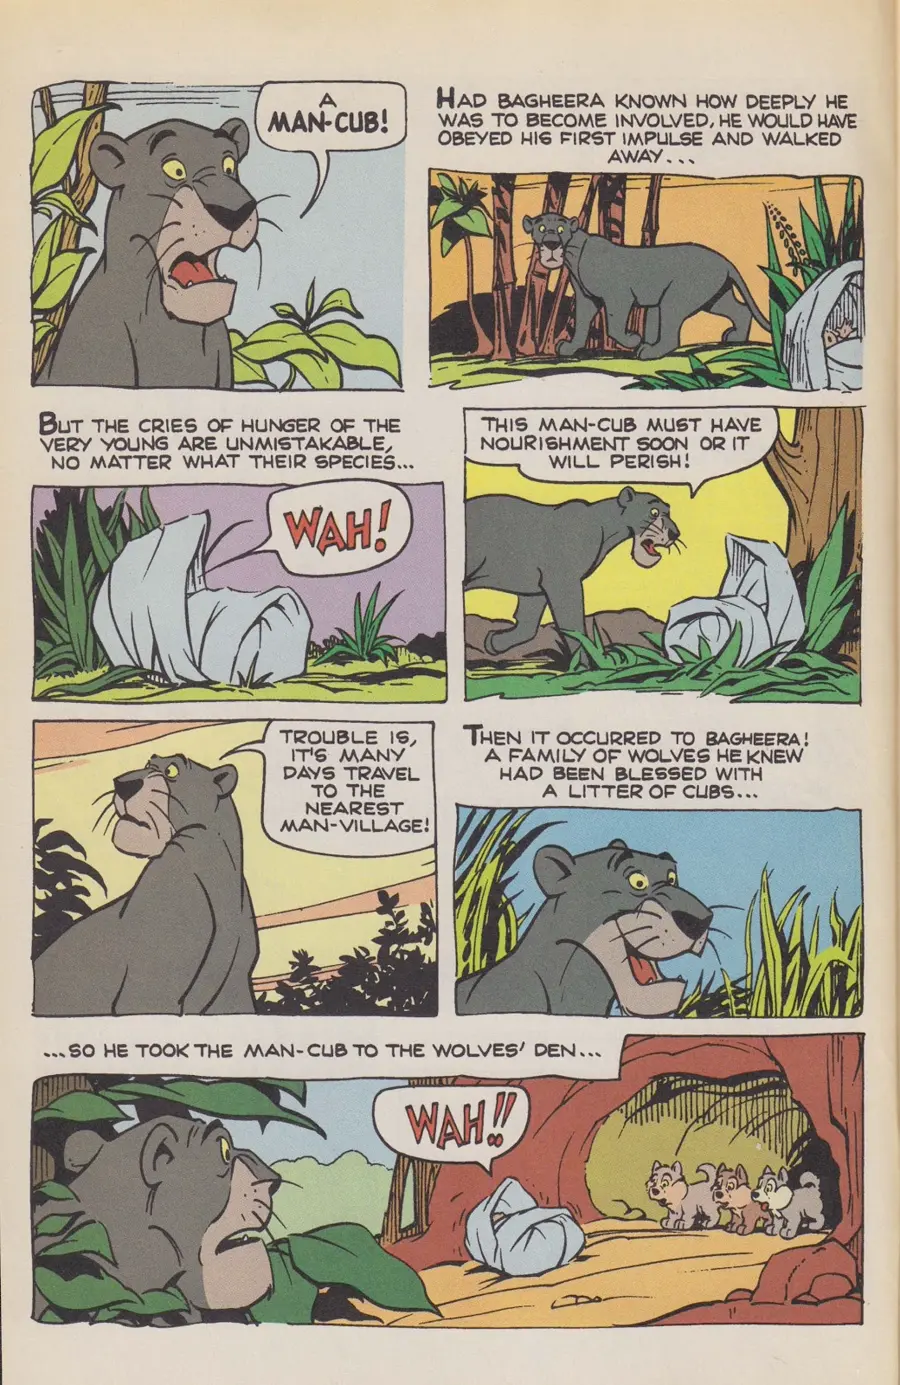 A
MAN-CUB!
HAD BAGHEERA KNOWN HOW DEEPLY HE
WAS TO BECOME INVOLVED, HE WOULD HAVE
OBEYED HIS FIRST IMPULSE AND WALKED
AWAY...
BUT THE CRIES OF HUNGER OF THE
VERY YOUNG ARE UNMISTAKABLE,
NO MATTER WHAT THEIR SPECIES...
WAH!
THIS MAN-CUB MUST HAVE
NOURISHMENT SOON OR IT
WILL PERISH!
TROUBLE IS,
IT'S MANY
DAYS TRAVEL
TO THE
NEAREST
MAN-VILLAGE!
THEN IT OCCURRED TO BAGHEERA!
A FAMILY OF WOLVES HE KNEW
HAD BEEN BLESSED WITH
A LITTER OF CUBS...
...SO HE TOOK THE MAN-CUB TO THE WOLVES' DEN...
WAH!!